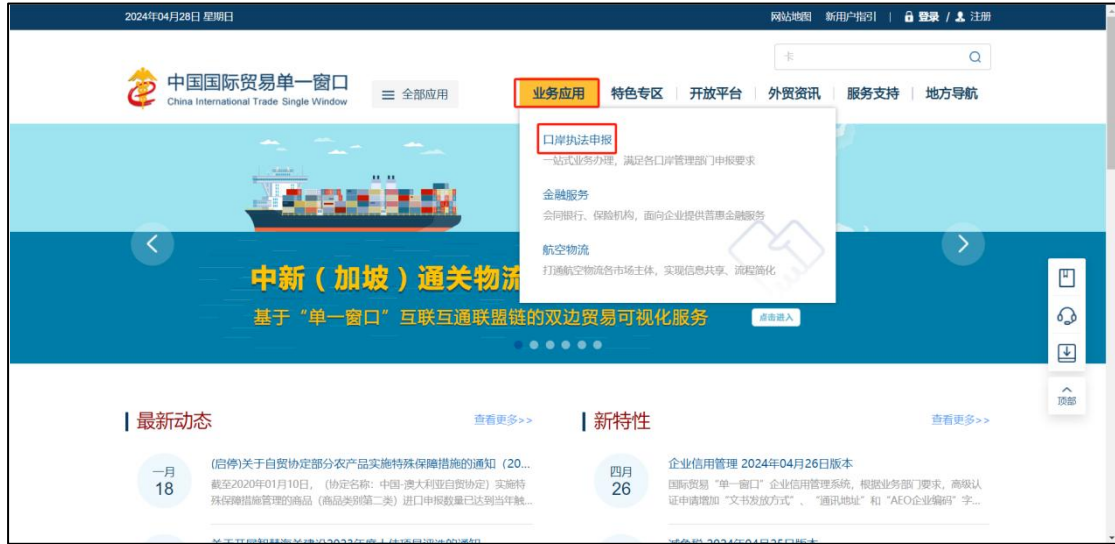 2024年04月28日 星期日
网站地图 新用户指引 | 登录 / 注册
卡
中国国际贸易单一窗口
China International Trade Single Window
全部应用
业务应用 特色专区 开放平台 外贸资讯 服务支持 地方导航
口岸执法申报
一站式业务办理，满足各口岸管理部门申报要求
金融服务
会同银行、保险机构，面向企业提供普惠金融服务
航空物流
打通航空物流各市场主体，实现信息共享、流程简化
中新（加坡）通关物流
基于“单一窗口”互联互通联盟链的双边贸易可视化服务
点击进入
顶部
最新动态 查看更多>>
一月
18
(启停)关于自贸协定部分农产品实施特殊保障措施的通知（20...
截至2020年01月10日，（协定名称：中国-澳大利亚自贸协定）实施特
殊保障措施管理的商品（商品类别第二类）进口申报数量已达到当年触...
新特性 查看更多>>
四月
26
企业信用管理 2024年04月26日版本
国际贸易“单一窗口”企业信用管理系统，根据业务部门要求，高级认
证申请增加“文书发放方式”、“通讯地址”和“AEO企业编码”字...